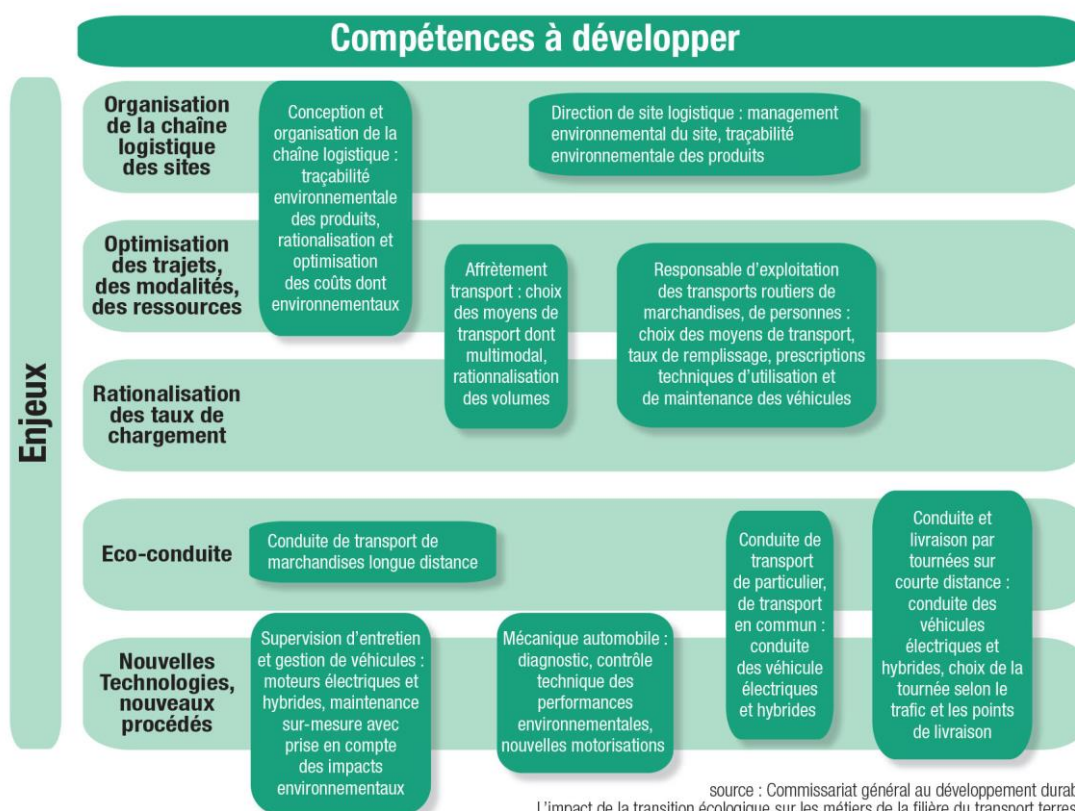 Compétences à développer
Enjeux
Organisation
de la chaîne
logistique
des sites
Conception et
organisation de la
chaîne logistique :
traçabilité
environnementale
des produits,
rationalisation et
optimisation
des coûts dont
environnementaux
Direction de site logistique : management
environnemental du site, traçabilité
environnementale des produits
Optimisation
des trajets,
des modalités,
des ressources
Affrètement
transport : choix
des moyens de
transport dont
multimodal,
rationnalisation
des volumes
Responsable d'exploitation
des transports routiers de
marchandises, de personnes :
choix des moyens de transport,
taux de remplissage, prescriptions
techniques d'utilisation et
de maintenance des véhicules
Rationalisation
des taux de
chargement
Eco-conduite
Conduite de transport de
marchandises longue distance
Conduite de
transport
de particulier,
de transport
en commun :
conduite
des véhicule
électriques
et hybrides
Conduite et
livraison par
tournées sur
courte distance :
conduite des
véhicules
électriques et
hybrides, choix de la
tournée selon le
trafic et les points
de livraison
Nouvelles
Technologies,
nouveaux
procédés
Supervision d'entretien
et gestion de véhicules :
moteurs électriques et
hybrides, maintenance
sur-mesure avec
prise en compte
des impacts
environnementaux
Mécanique automobile :
diagnostic, contrôle
technique des
performances
environnementales,
nouvelles motorisations
source : Commissariat général au développement durab
L'impact de la transition écologique sur les métiers de la filière du transport terres